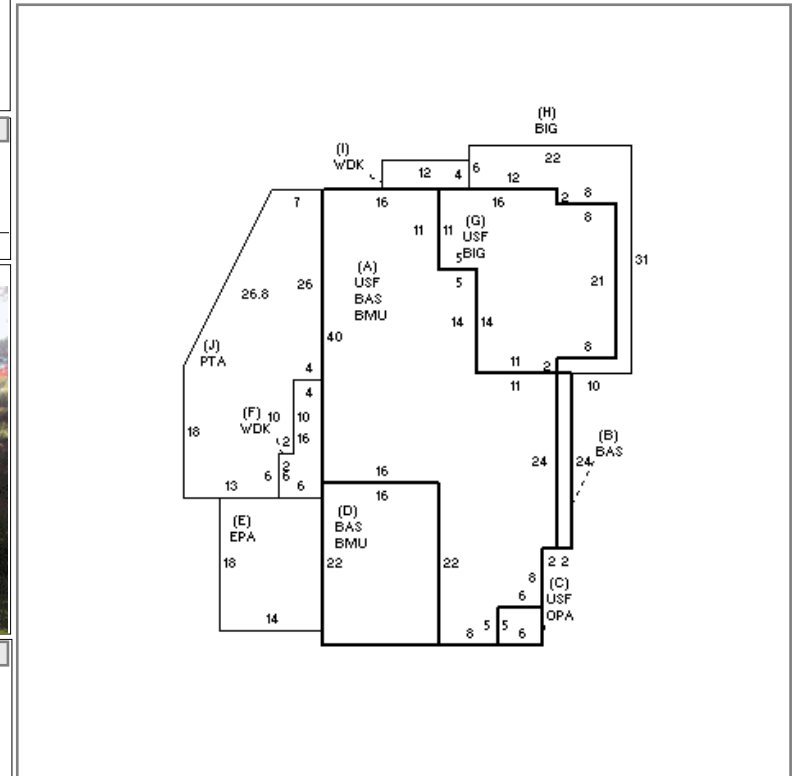 (H)
BIG
22
(I)
WDK
12
4
6
12
8
2
7
16
16
8
11
11
(G)
USF
BIG
5
5
(A)
USF
BAS
BMU
26
26.8
21
31
14
14
40
(J)
PTA
8
11
2
4
11
10
4
(F)
WDK
10
10
18
16
2
(B)
BAS
24
24
2
6
6
16
13
6
16
(E)
EPA
(D)
BAS
BMU
18
22
22
2
2
8
(C)
USF
OPA
6
14
5
5
8
6